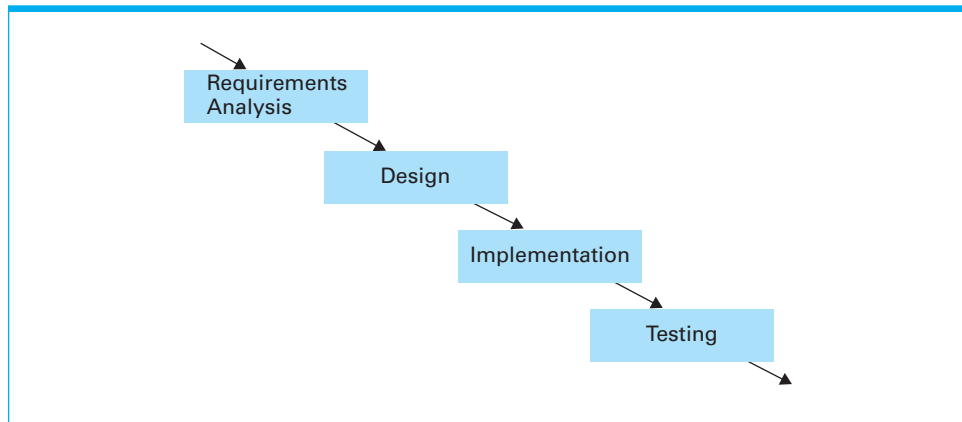 Requirements
Analysis
Design
Implementation
Testing